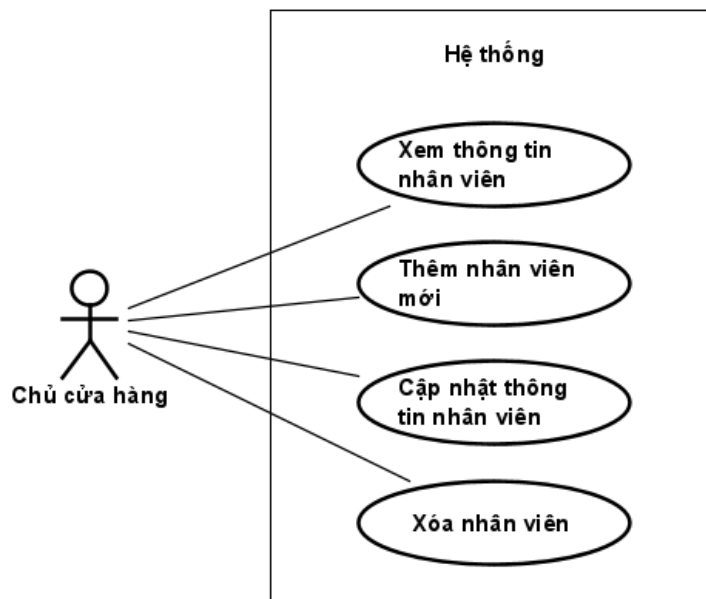 Hệ thống
Xem thông tin
nhân viên
Thêm nhân viên
mới
Chủ cửa hàng
Cập nhật thông
tin nhân viên
Xóa nhân viên